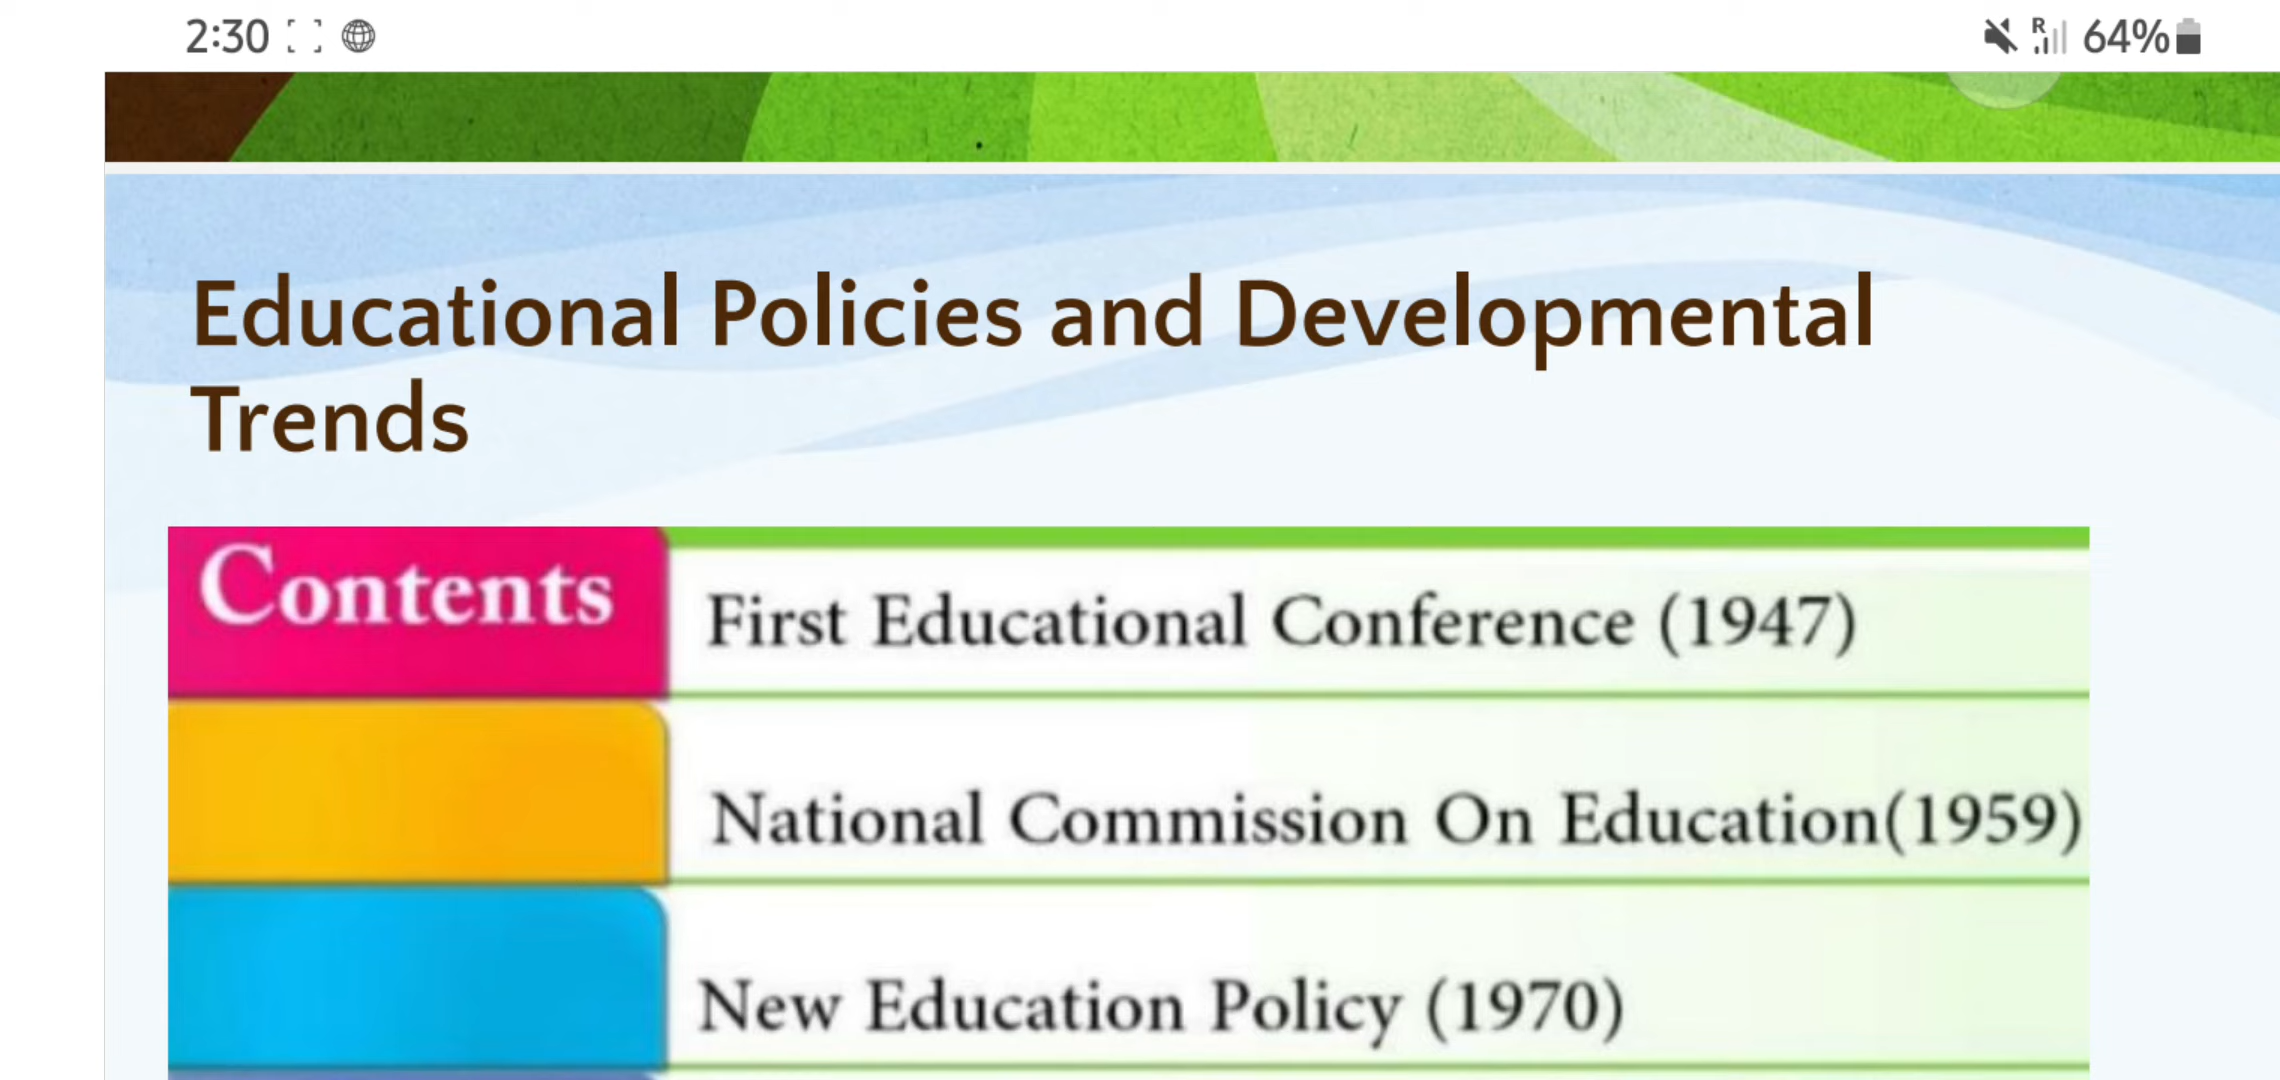 2:30
R 64%
Educational Policies and Developmental
Trends
Contents
First Educational Conference (1947)
National Commission On Education(1959)
New Education Policy (1970)